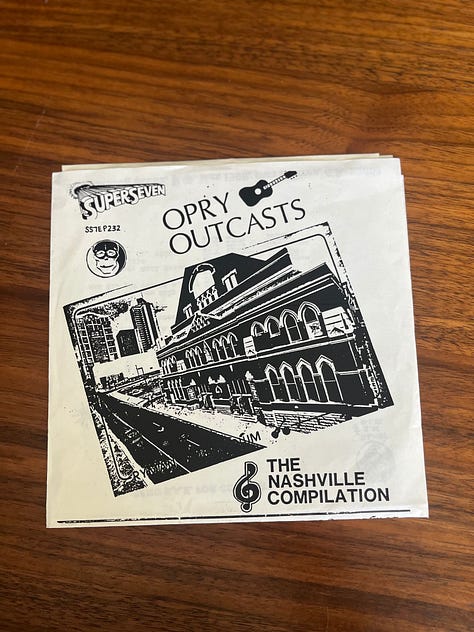 SUPERSEVEN
SS7EP232
OPRY
OUTCASTS
THE
NASHVILLE
COMPILATION